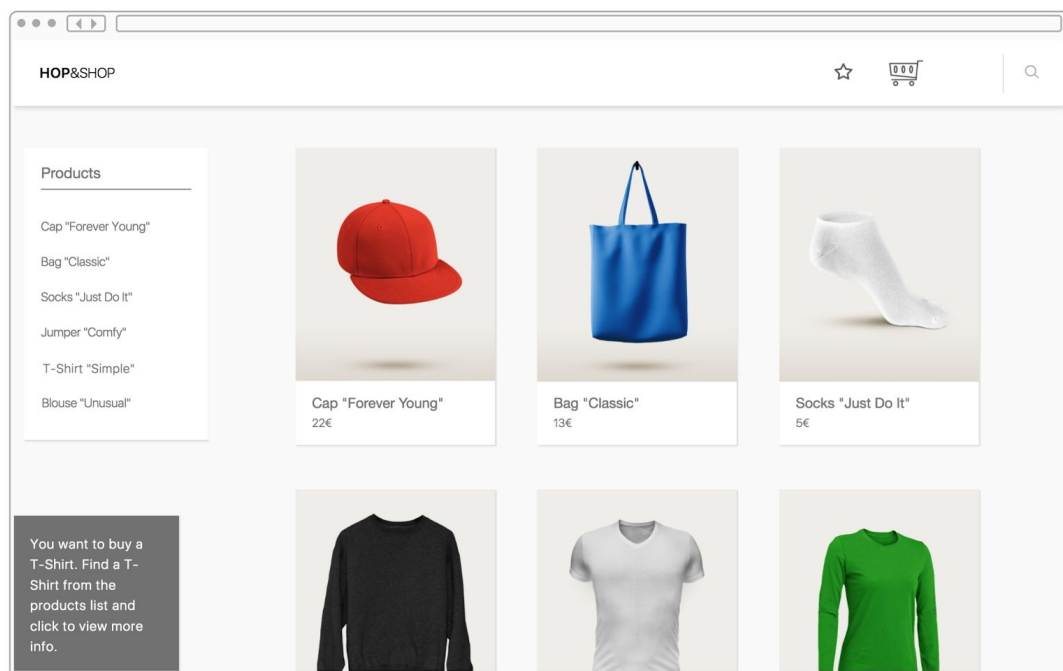 HOP&SHOP
Products
Cap "Forever Young"
Bag "Classic"
Socks "Just Do It"
Jumper "Comfy"
T-Shirt "Simple"
Blouse "Unusual"
Cap "Forever Young"
22€
Bag "Classic"
13€
Socks "Just Do It"
5€
You want to buy a
T-Shirt. Find a T-
Shirt from the
products list and
click to view more
info.